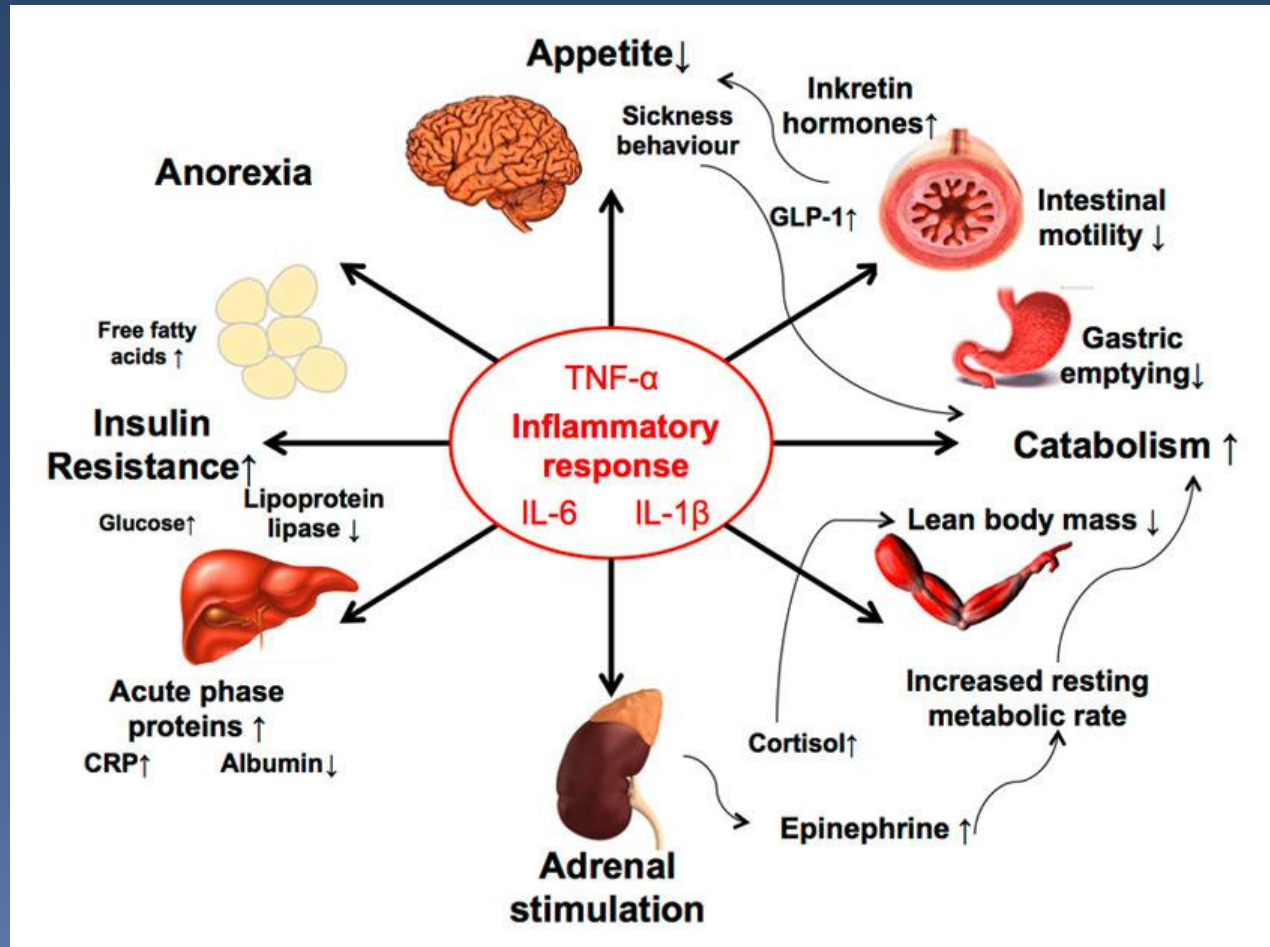 Appetite↓
Sickness
behaviour
Inkretin
hormones↑
Anorexia
GLP-1↑
Intestinal
motility ↓
Free fatty
acids ↑
Gastric
emptying↓
TNF-α
Inflammatory
response
IL-6 IL-1β
Insulin
Resistance↑
Catabolism ↑
Glucose↑
Lipoprotein
lipase ↓
Lean body mass ↓
Acute phase
proteins ↑
CRP↑ Albumin↓
Increased resting
metabolic rate
Cortisol↑
Epinephrine ↑
Adrenal
stimulation